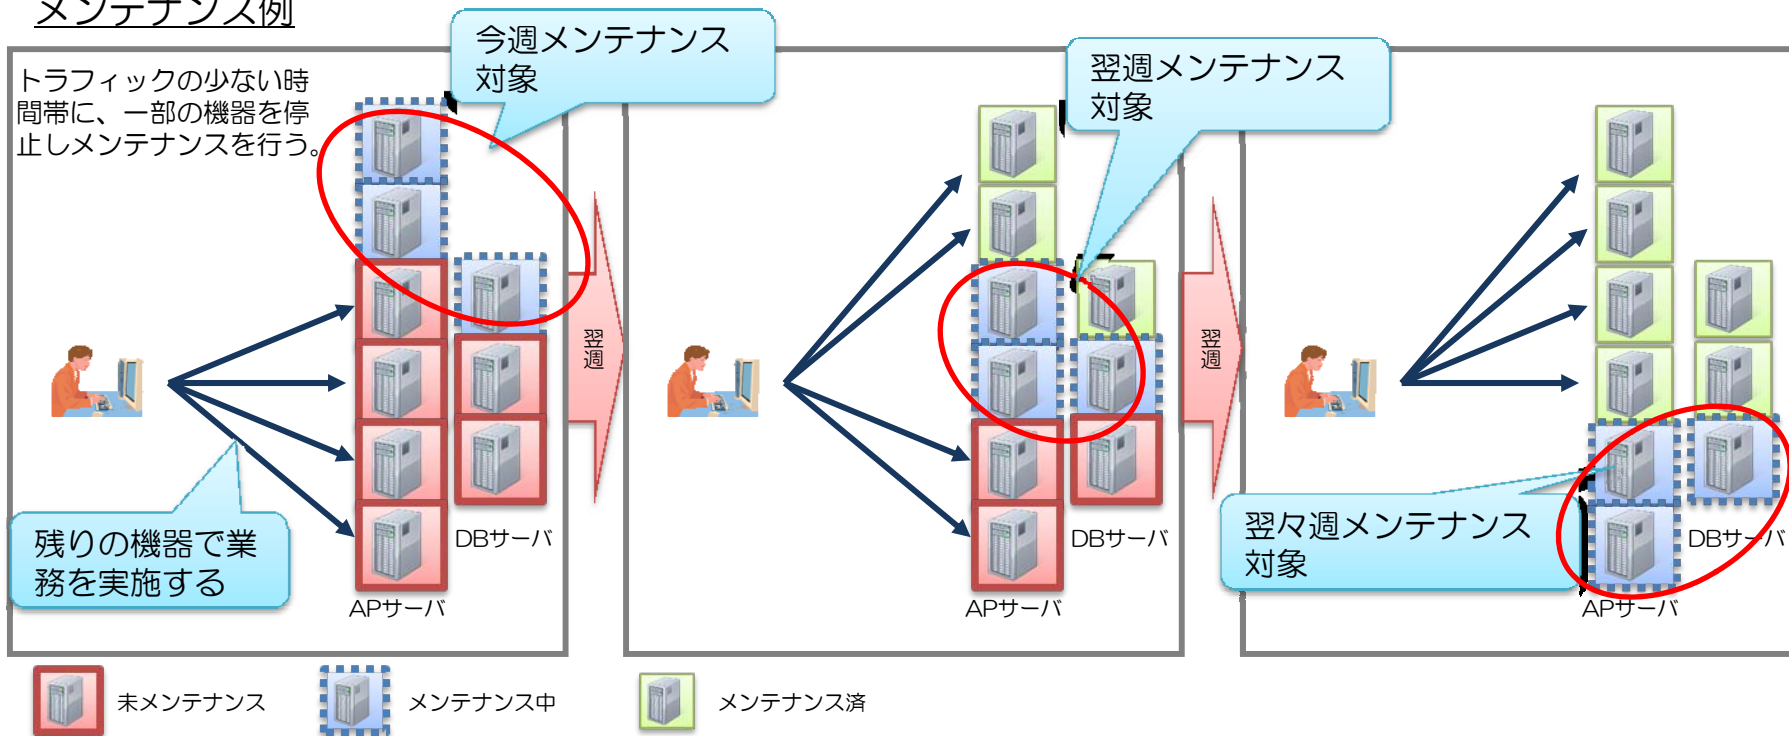 メンテナンス例
トラフィックの少ない時
間帯に、一部の機器を停
止しメンテナンスを行う。
今週メンテナンス
対象
残りの機器で業
務を実施する
DBサーバ
APサーバ
翌週
翌週メンテナンス
対象
DBサーバ
APサーバ
翌週
翌々週メンテナンス
対象
DBサーバ
APサーバ
未メンテナンス
メンテナンス中
メンテナンス済